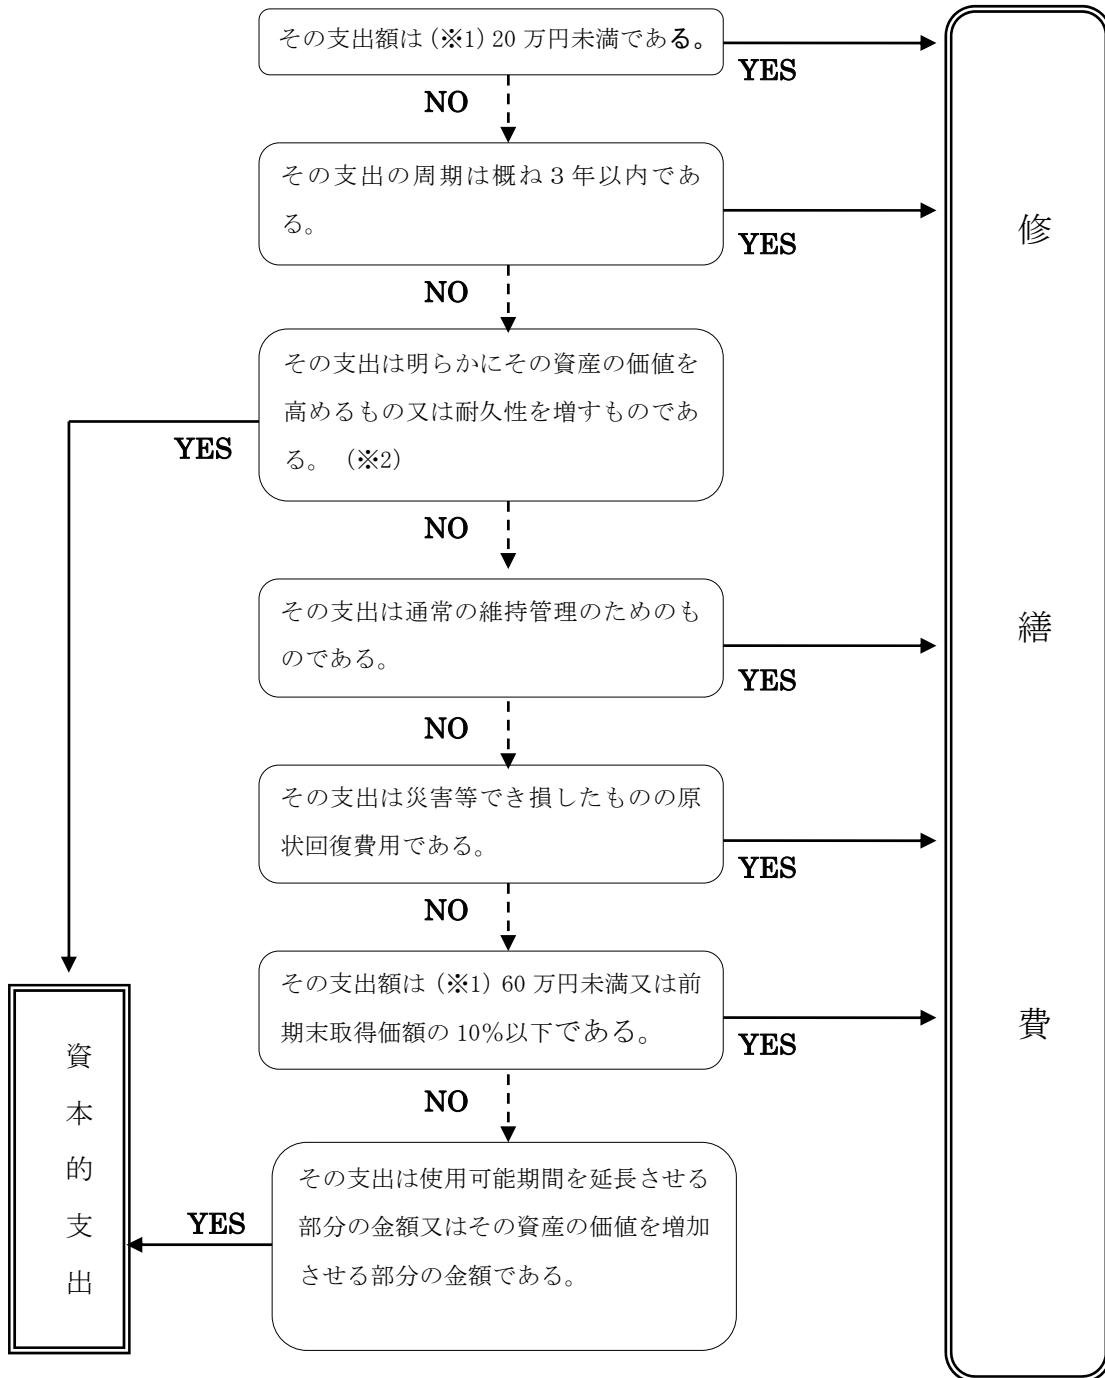 その支出額は（※1）20 万円未満である。
YES
NO
その支出の周期は概ね３年以内であ
る。
YES
NO
その支出は明らかにその資産の価値を
高めるもの又は耐久性を増すものであ
る。（※2）
YES
NO
その支出は通常の維持管理のためのも
のである。
YES
NO
その支出は災害等でき損したものの原
状回復費用である。
YES
NO
その支出額は（※1）60 万円未満又は前
期末取得価額の 10%以下である。
YES
NO
その支出は使用可能期間を延長させる
部分の金額又はその資産の価値を増加
させる部分の金額である。
YES
資
本
的
支
出
修
繕
費